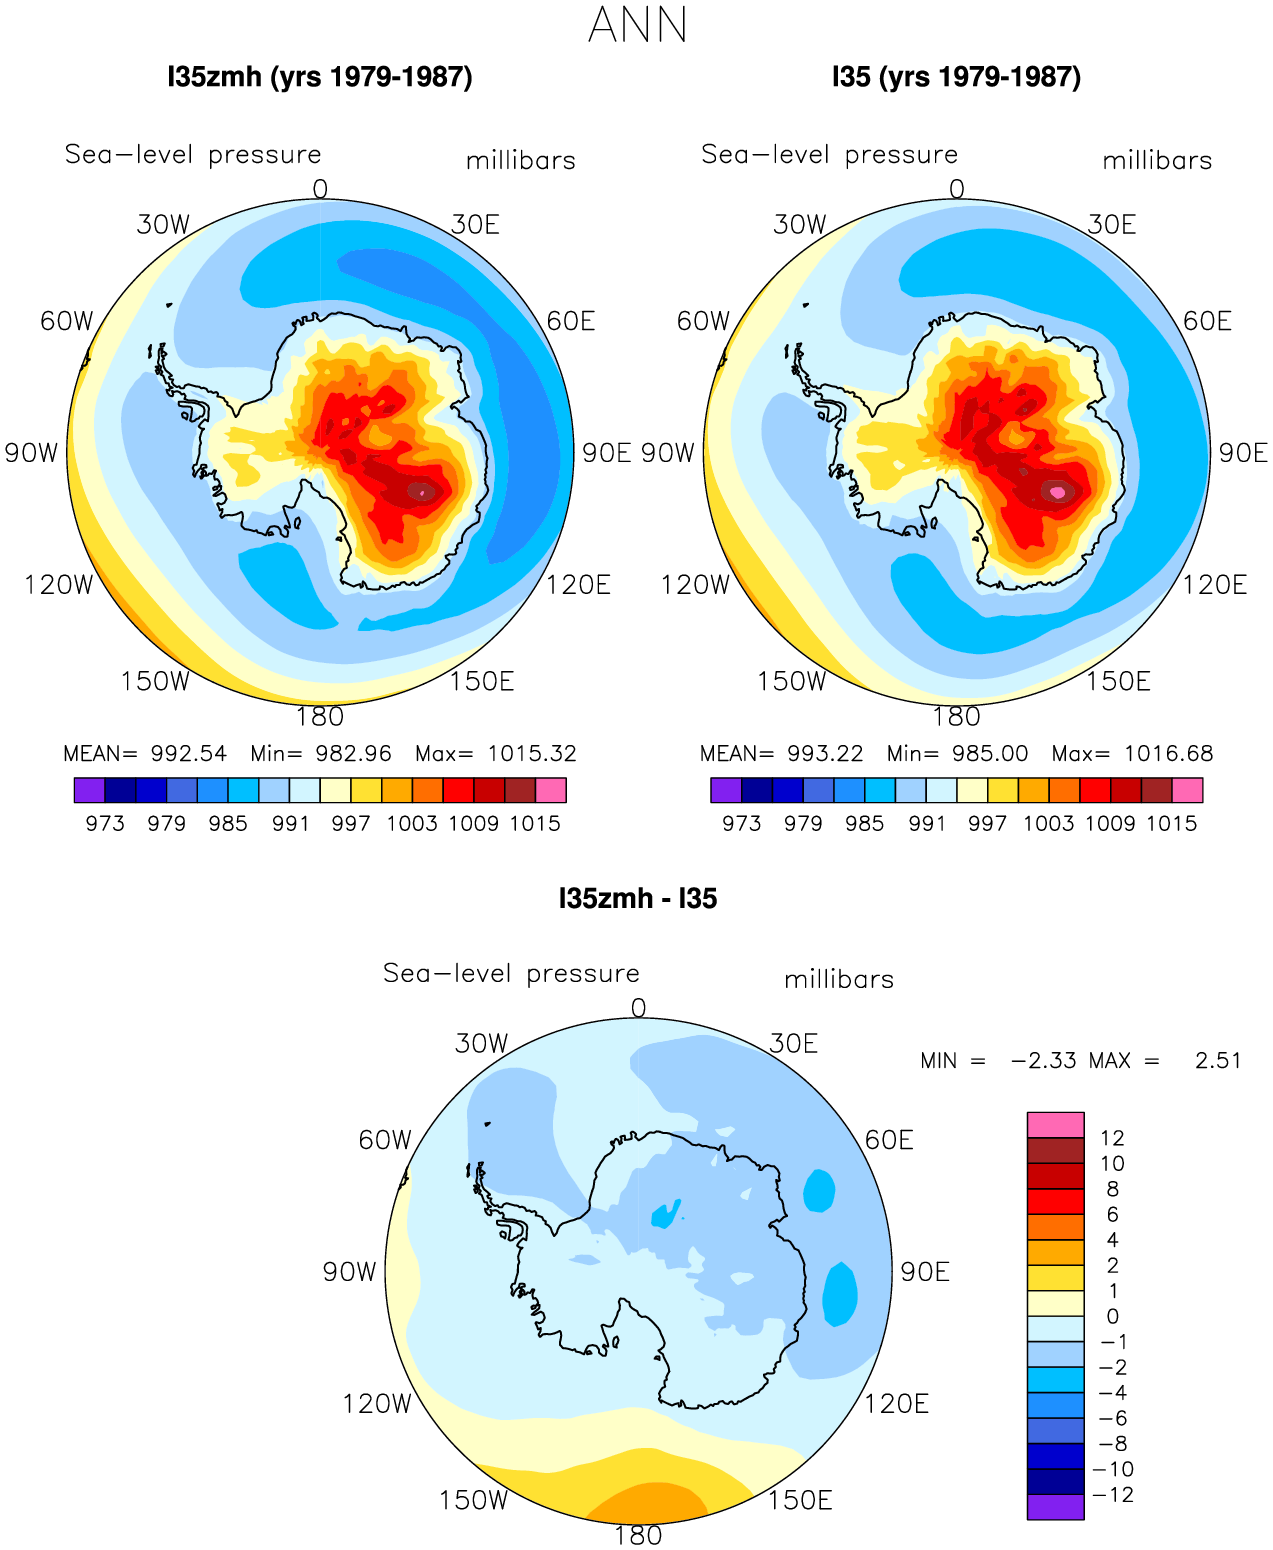 ANN
I35zmh (yrs 1979-1987)
I35 (yrs 1979-1987)
Sea-level pressure
millibars
0
30W
30E
60W
60E
90W
90E
120W
120E
150W
150E
180
MEAN= 992.54 Min= 982.96 Max= 1015.32
973 979 985 991 997 1003 1009 1015
Sea-level pressure
millibars
0
30W
30E
60W
60E
90W
90E
120W
120E
150W
150E
180
MEAN= 993.22 Min= 985.00 Max= 1016.68
973 979 985 991 997 1003 1009 1015
I35zmh - I35
Sea-level pressure
millibars
0
30W
30E
60W
60E
90W
90E
120W
120E
150W
150E
180
MIN = -2.33 MAX = 2.51
12
10
8
6
4
2
1
0
-1
-2
-4
-6
-8
-10
-12